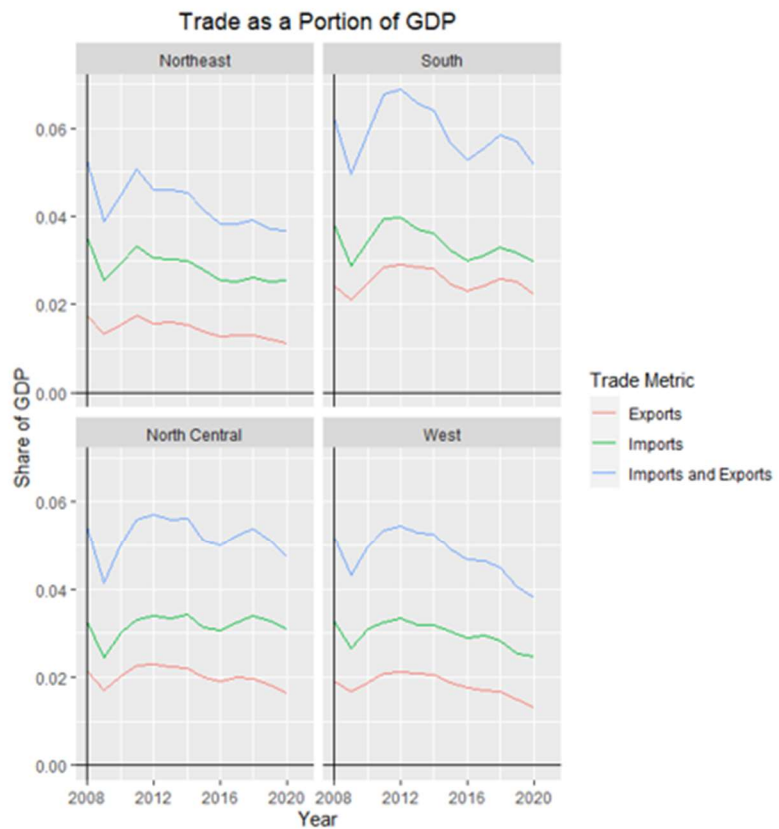 Trade as a Portion of GDP
Northeast
South
0.06
0.04
0.02
0.00
Share of GDP
North Central
West
0.06
0.04
0.02
0.00
2008
2012
2016
2020
2008
2012
2016
2020
Year
Trade Metric
Exports
Imports
Imports and Exports